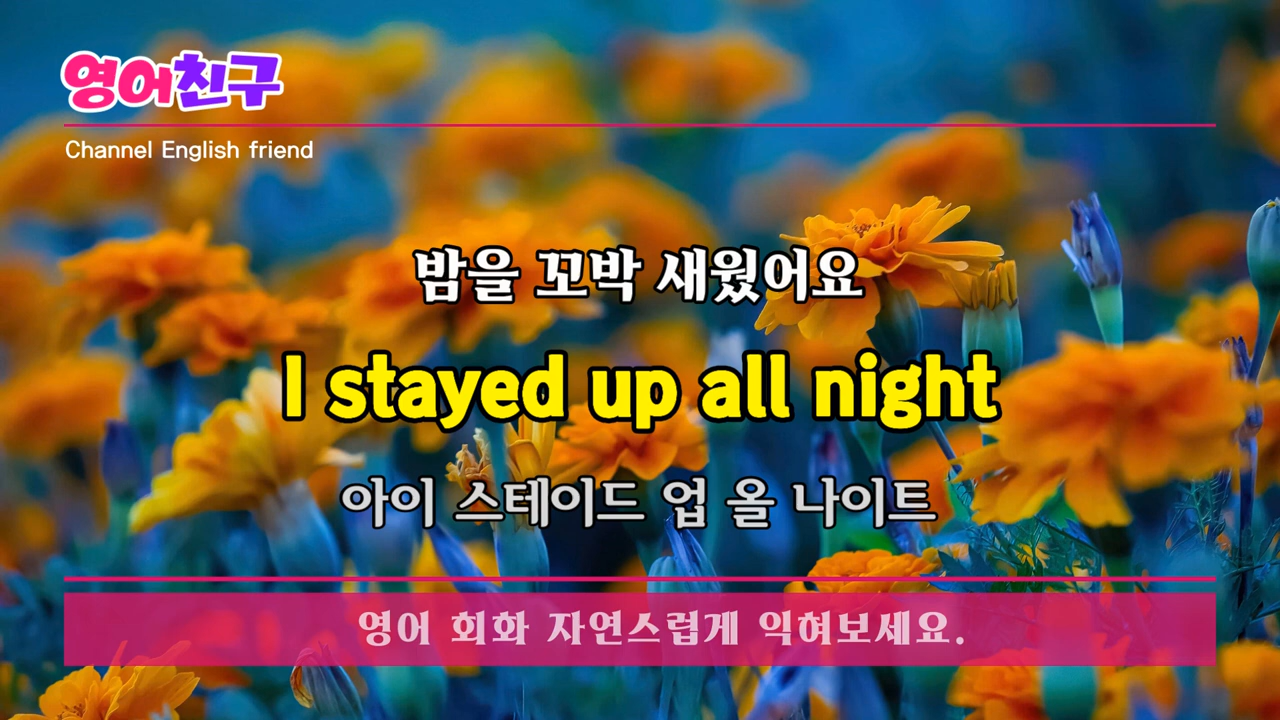 영어친구
Channel English friend
밤을 꼬박 새웠어요
I stayed up all night
아이 스테이드 업 올 나이트
영어 회화 자연스럽게 익혀보세요.